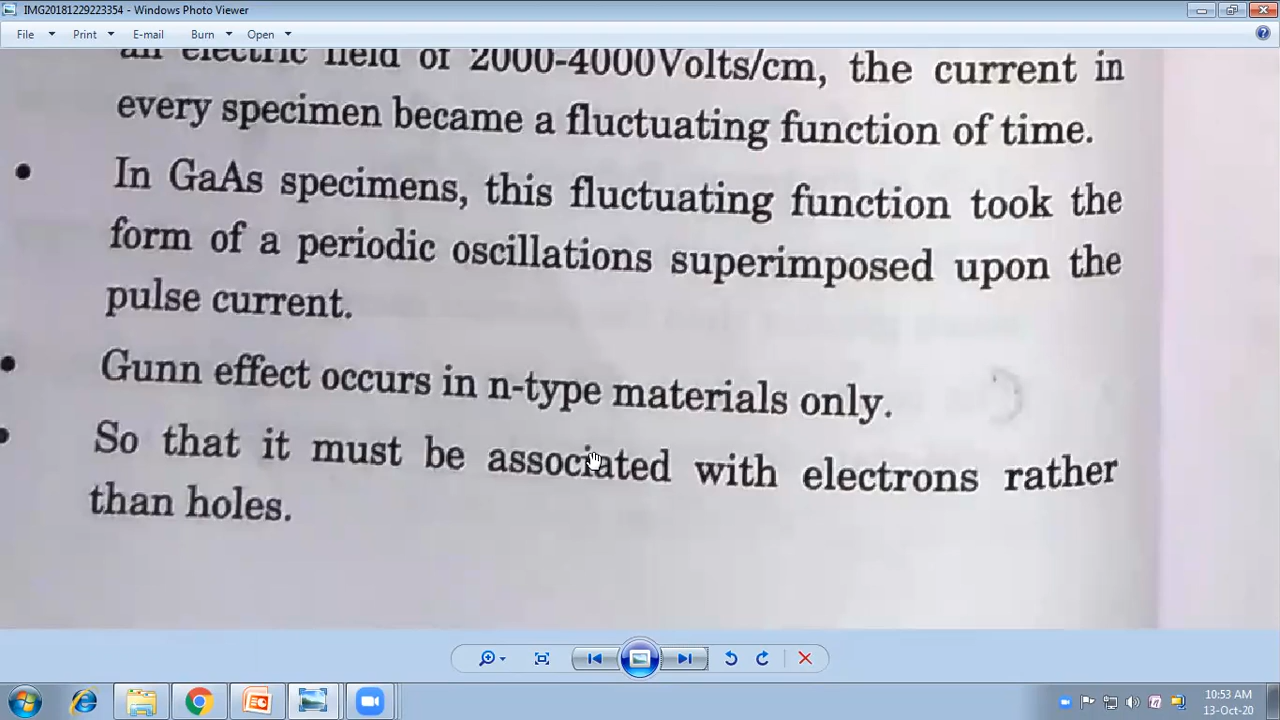 IMG20181229223354 - Windows Photo Viewer
File Print E-mail Burn Open
an electric field of 2000-4000Volts/cm, the current in
every specimen became a fluctuating function of time.
• In GaAs specimens, this fluctuating function took the
form of a periodic oscillations superimposed upon the
pulse current.
• Gunn effect occurs in n-type materials only.
• So that it must be associated with electrons rather
than holes.
10:53 AM
13-Oct-20